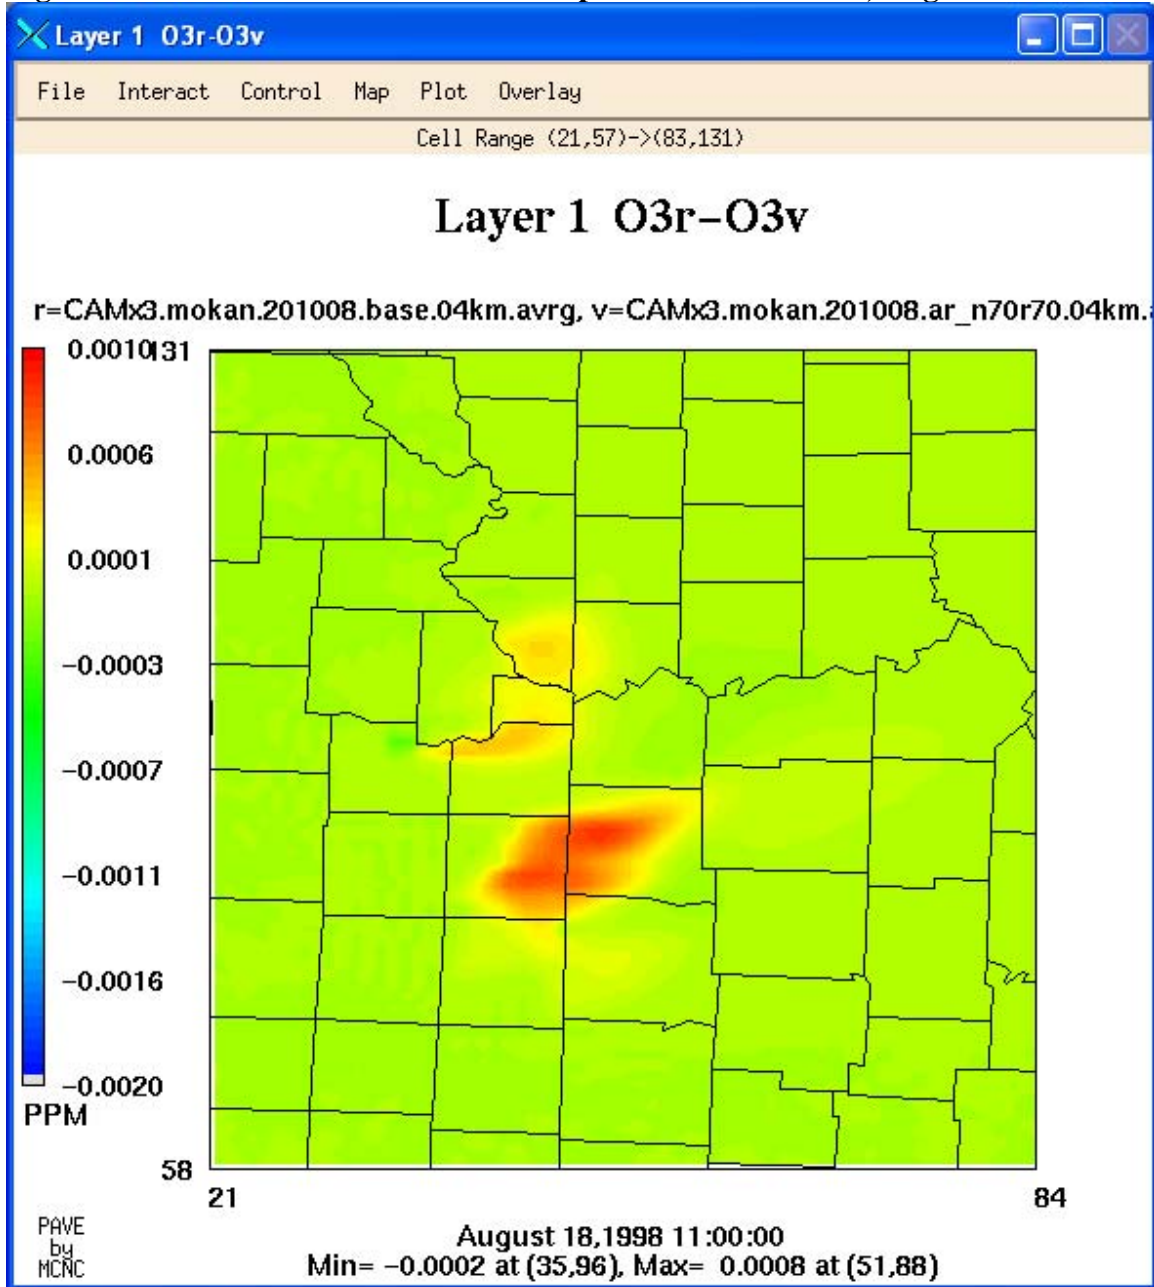 Layer 1 O3r-O3v
File Interact Control Map Plot Overlay
Cell Range (21,57)->(83,131)
Layer 1 O3r−O3v
r=CAMx3.mokan.201008.base.04km.avrg, v=CAMx3.mokan.201008.ar_n70r70.04km.
0.0010
131
0.0006
0.0001
−0.0003
−0.0007
−0.0011
−0.0016
−0.0020
PPM
58
21
84
PAVE
by
MCNC
August 18,1998 11:00:00
Min= −0.0002 at (35,96), Max= 0.0008 at (51,88)